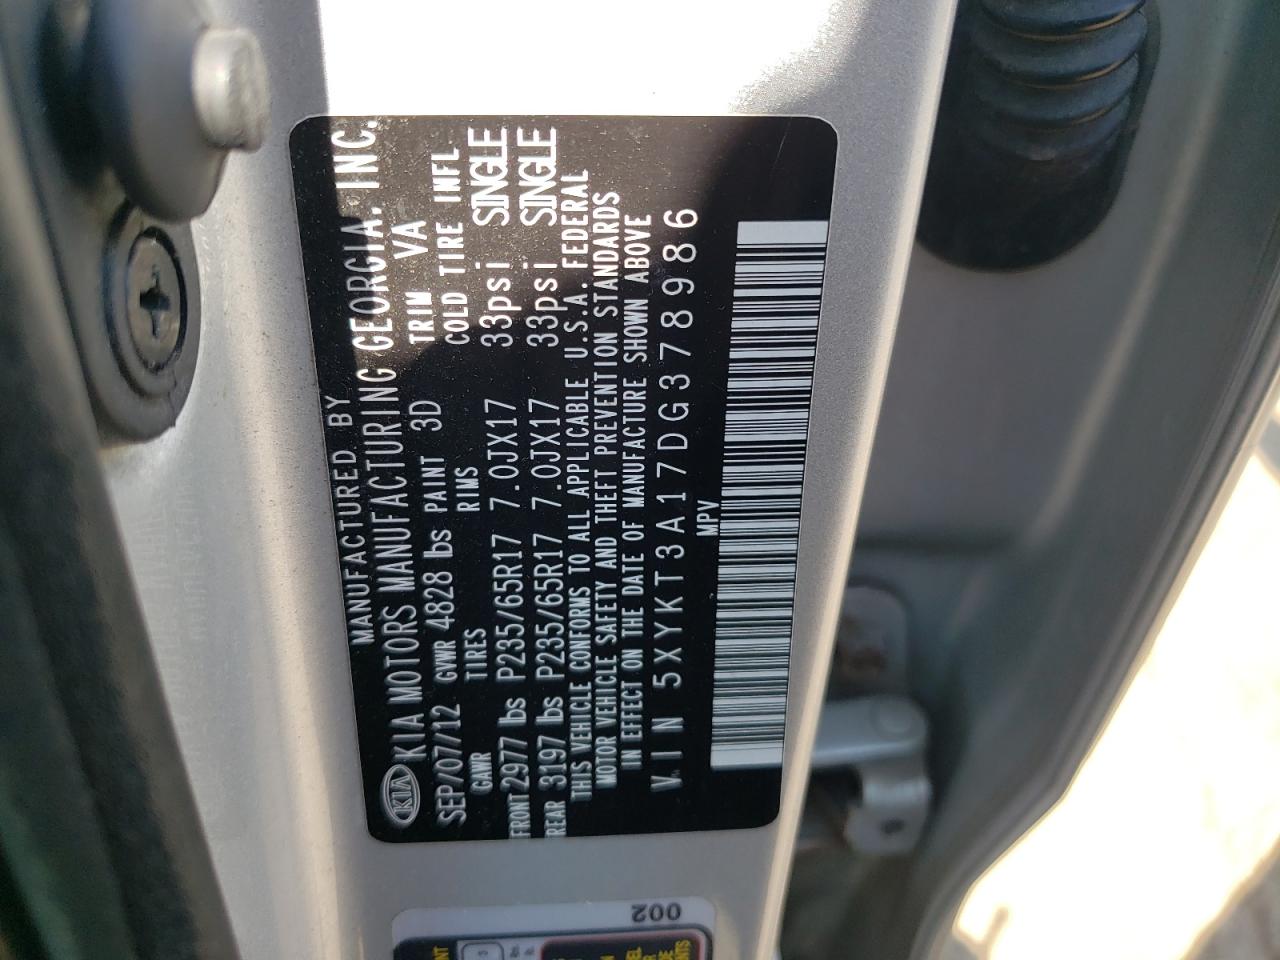 MANUFACTURED BY
KIA KIA MOTORS MANUFACTURING GEORGIA. INC.
SEP/07/12 GVWR 4828 lbs PAINT 3D TRIM VA
GAWR TIRES RIMS COLD TIRE INFL
FRONT 2977 lbs P235/65R17 7.0JX17 33psi SINGLE
REAR 3197 lbs P235/65R17 7.0JX17 33psi SINGLE
THIS VEHICLE CONFORMS TO ALL APPLICABLE U.S.A. FEDERAL
MOTOR VEHICLE SAFETY AND THEFT PREVENTION STANDARDS
IN EFFECT ON THE DATE OF MANUFACTURE SHOWN ABOVE
VIN 5XYKT3A17DG378986
MPV
002